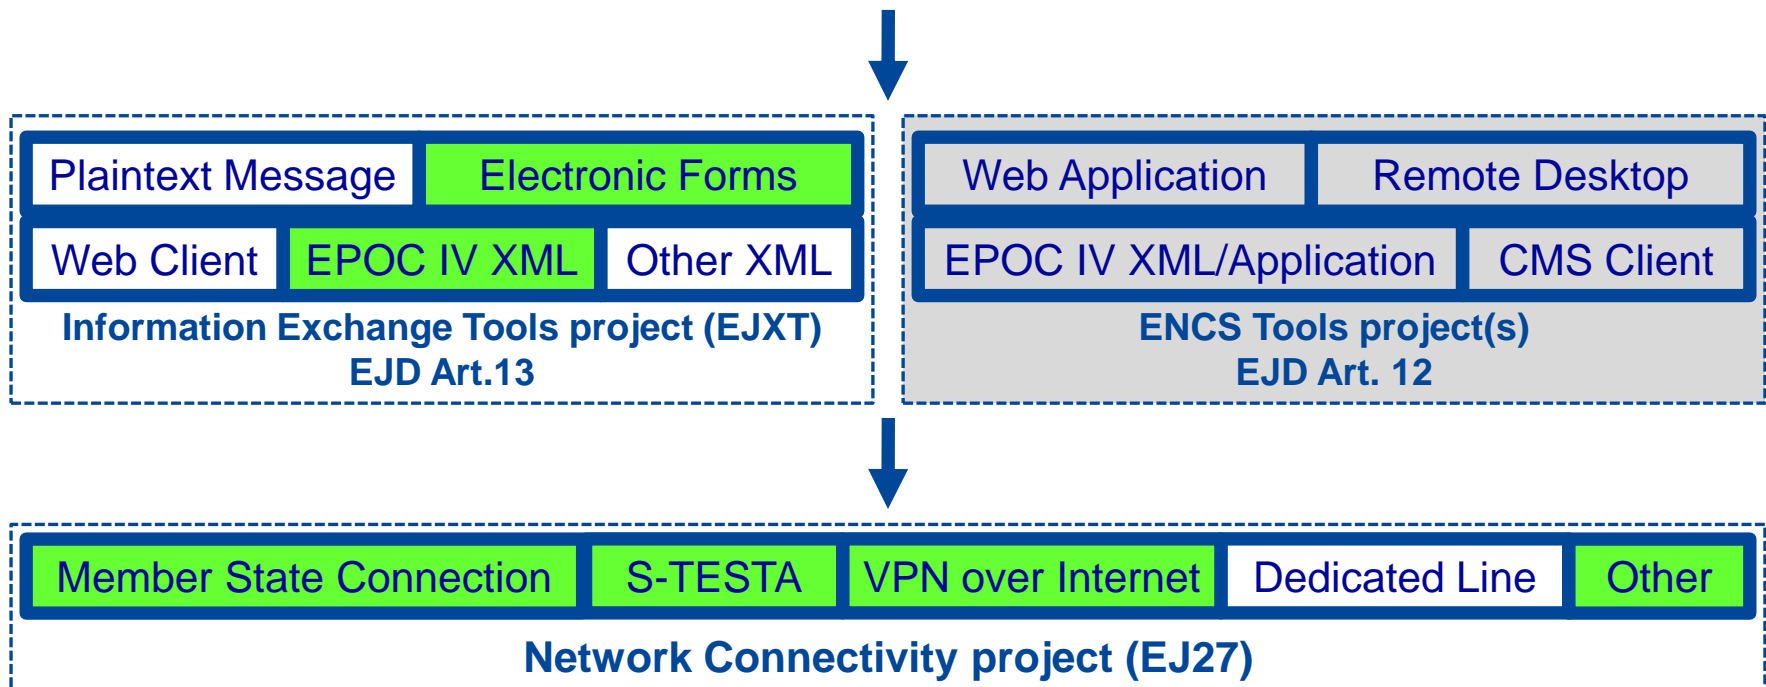 Plaintext Message
Electronic Forms
Web Client
EPOC IV XML
Other XML
Information Exchange Tools project (EJXT)
EJD Art.13
Web Application
Remote Desktop
EPOC IV XML/Application
CMS Client
ENCS Tools project(s)
EJD Art. 12
Member State Connection
S-TESTA
VPN over Internet
Dedicated Line
Other
Network Connectivity project (EJ27)